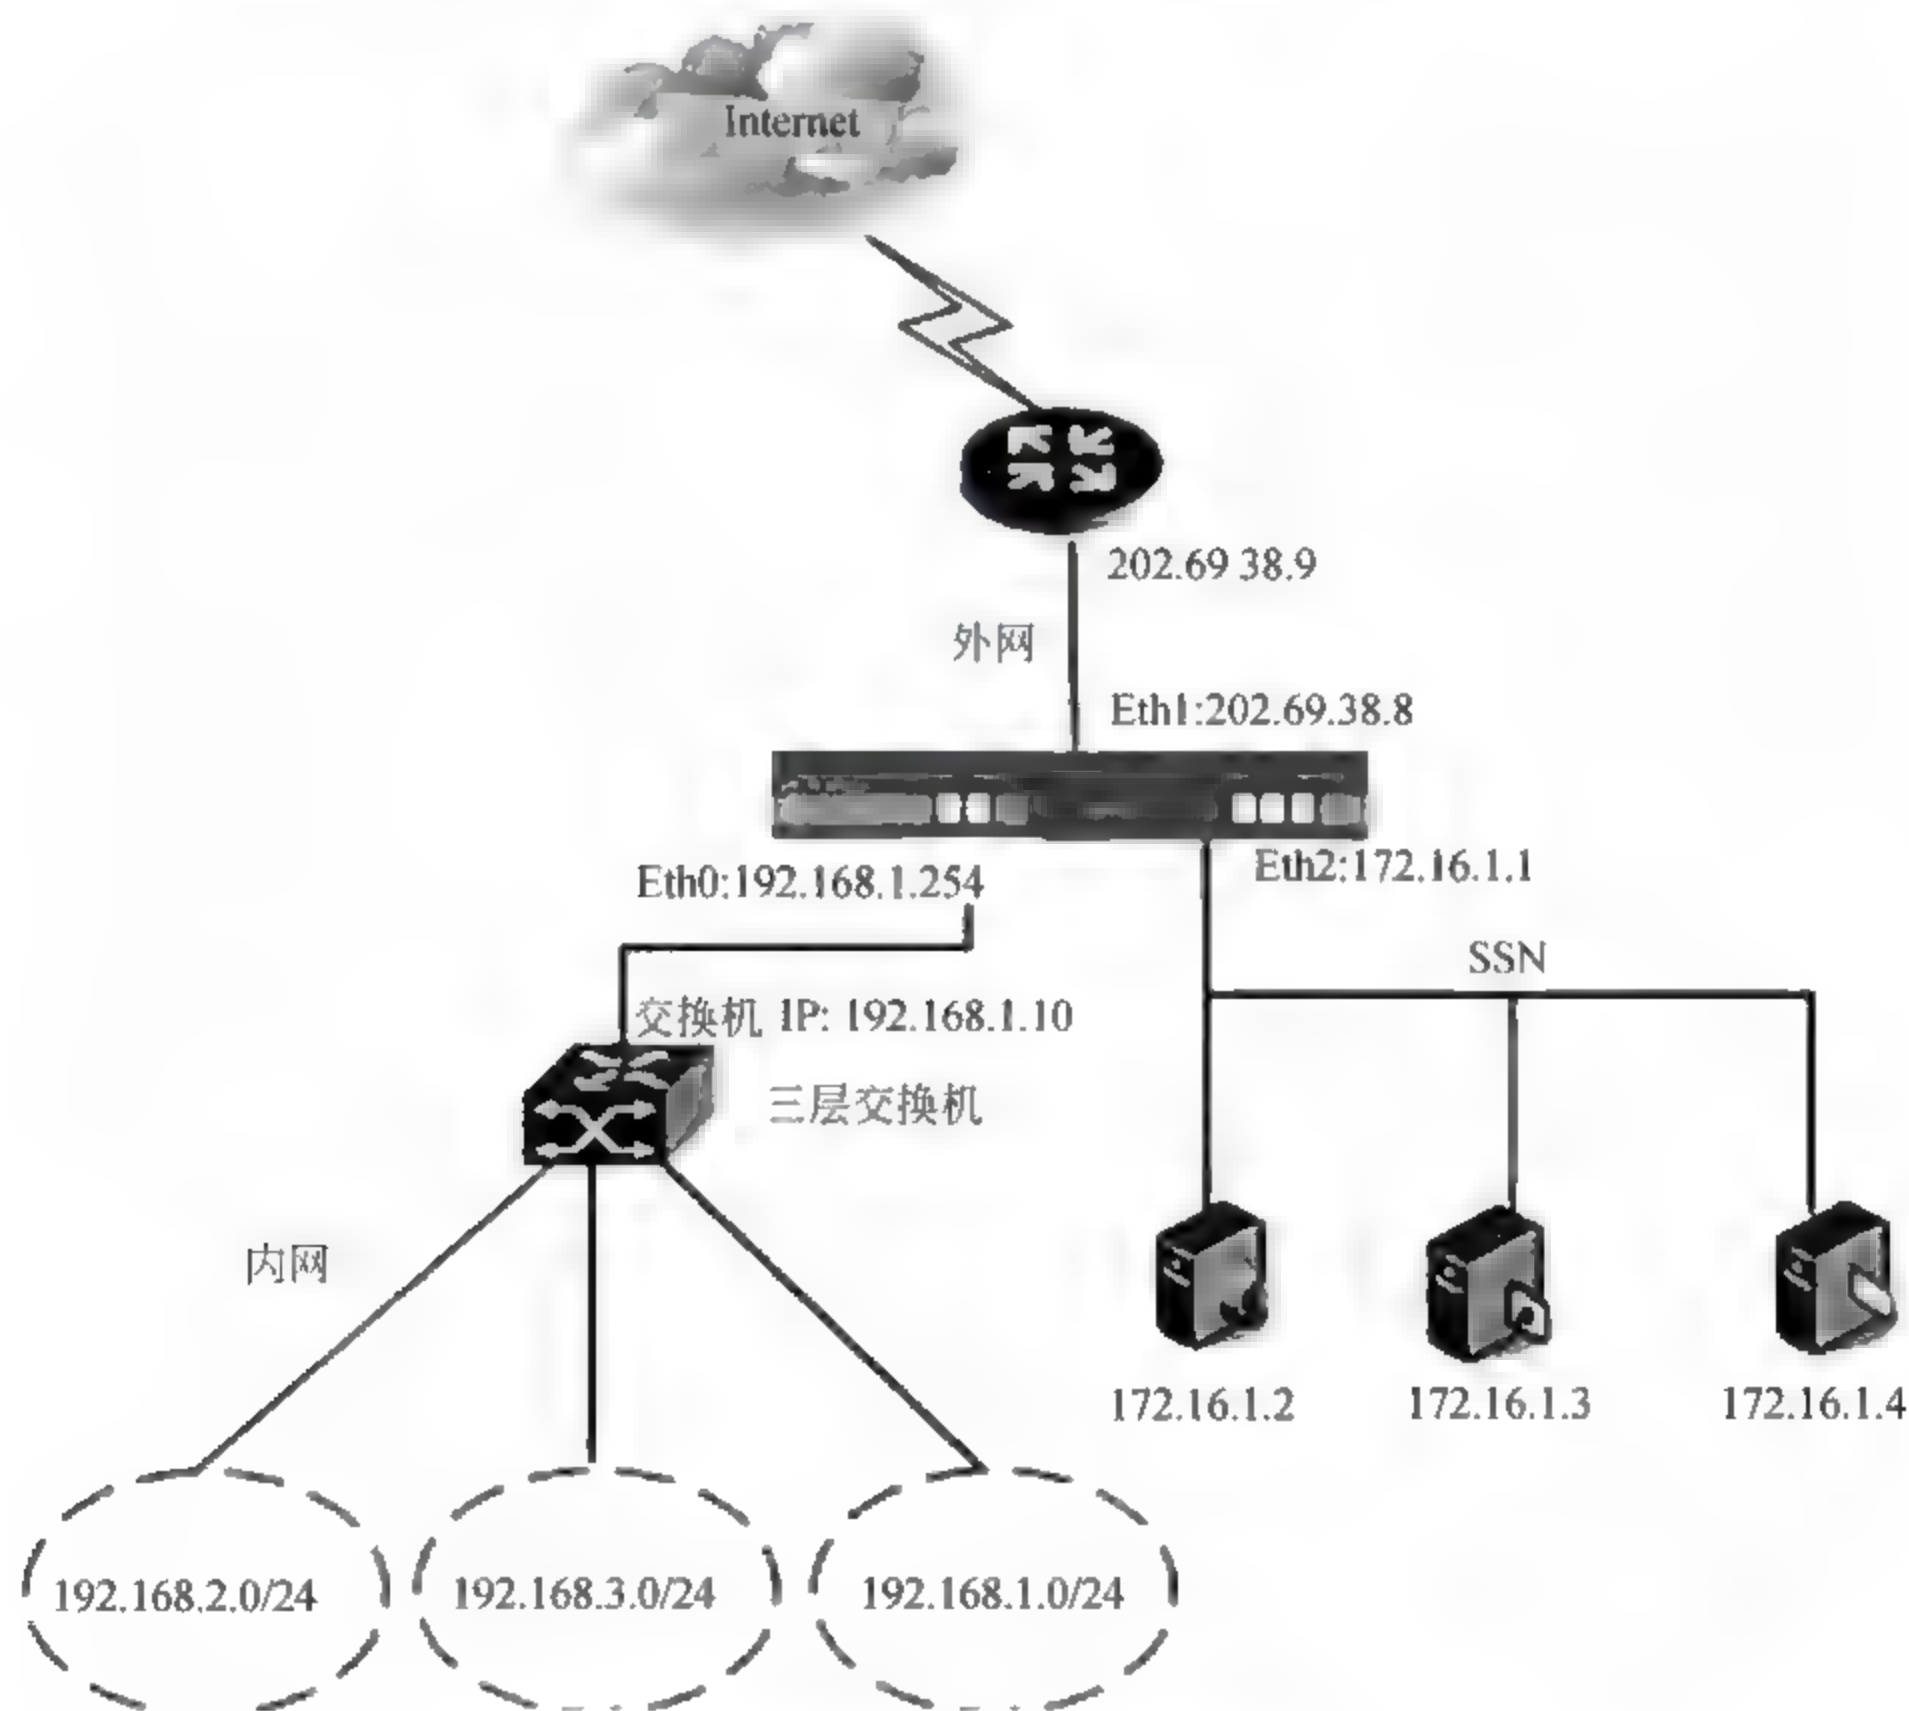 Internet
202.69 38.9
外网
Eth1:202.69.38.8
Eth0:192.168.1.254
Eth2:172.16.1.1
SSN
交换机 IP: 192.168.1.10
三层交换机
内网
172.16.1.2
172.16.1.3
172.16.1.4
192.168.2.0/24
192.168.3.0/24
192.168.1.0/24